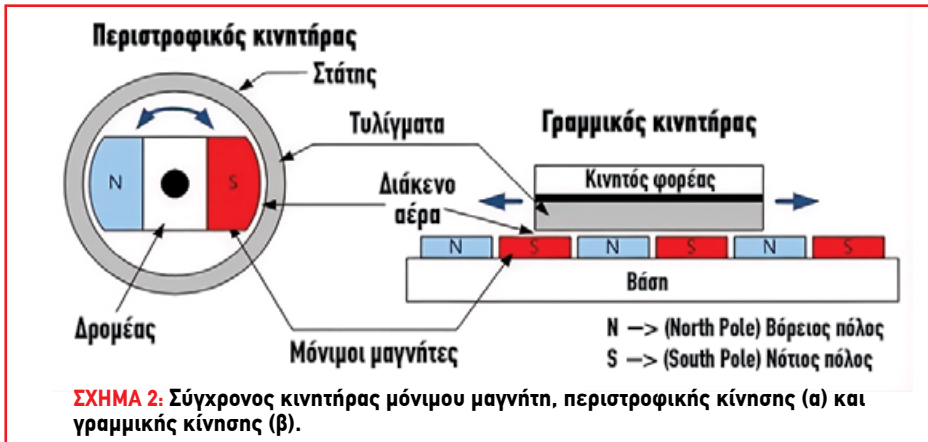 Περιστροφικός κινητήρας
Στάτης
Τυλίγματα
Γραμμικός κινητήρας
Κινητός φορέας
Διάκενο
αέρα
N
S
N
S
N
S
N
S
Βάση
Δρομέας
Μόνιμοι μαγνήτες
N —> (North Pole) Βόρειος πόλος
S —> (South Pole) Νότιος πόλος
ΣΧΗΜΑ 2: Σύγχρονος κινητήρας μόνιμου μαγνήτη, περιστροφικής κίνησης (α) και
γραμμικής κίνησης (β).